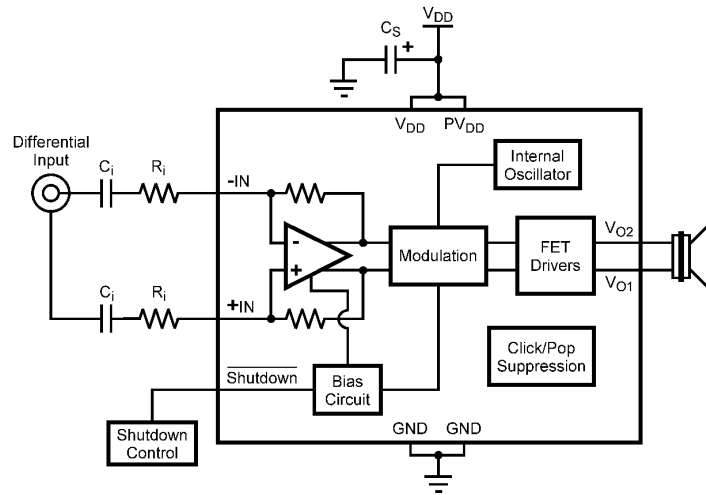 V_DD
C_S
+
V_DD PV_DD
Differential
Input
C_i R_i
-IN
Internal
Oscillator
-
+
Modulation
FET
Drivers
V_O2
V_O1
C_i R_i
+IN
Click/Pop
Suppression
Shutdown
Bias
Circuit
Shutdown
Control
GND GND